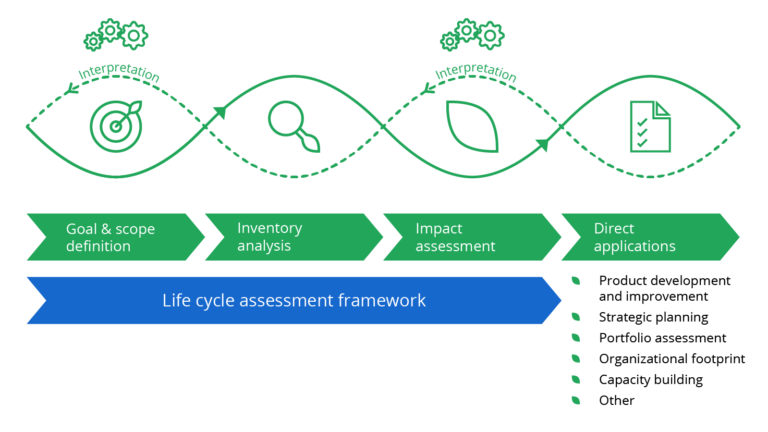 Interpretation
Interpretation
Goal & scope
definition
Inventory
analysis
Impact
assessment
Direct
applications
Life cycle assessment framework
Product development
and improvement
Strategic planning
Portfolio assessment
Organizational footprint
Capacity building
Other